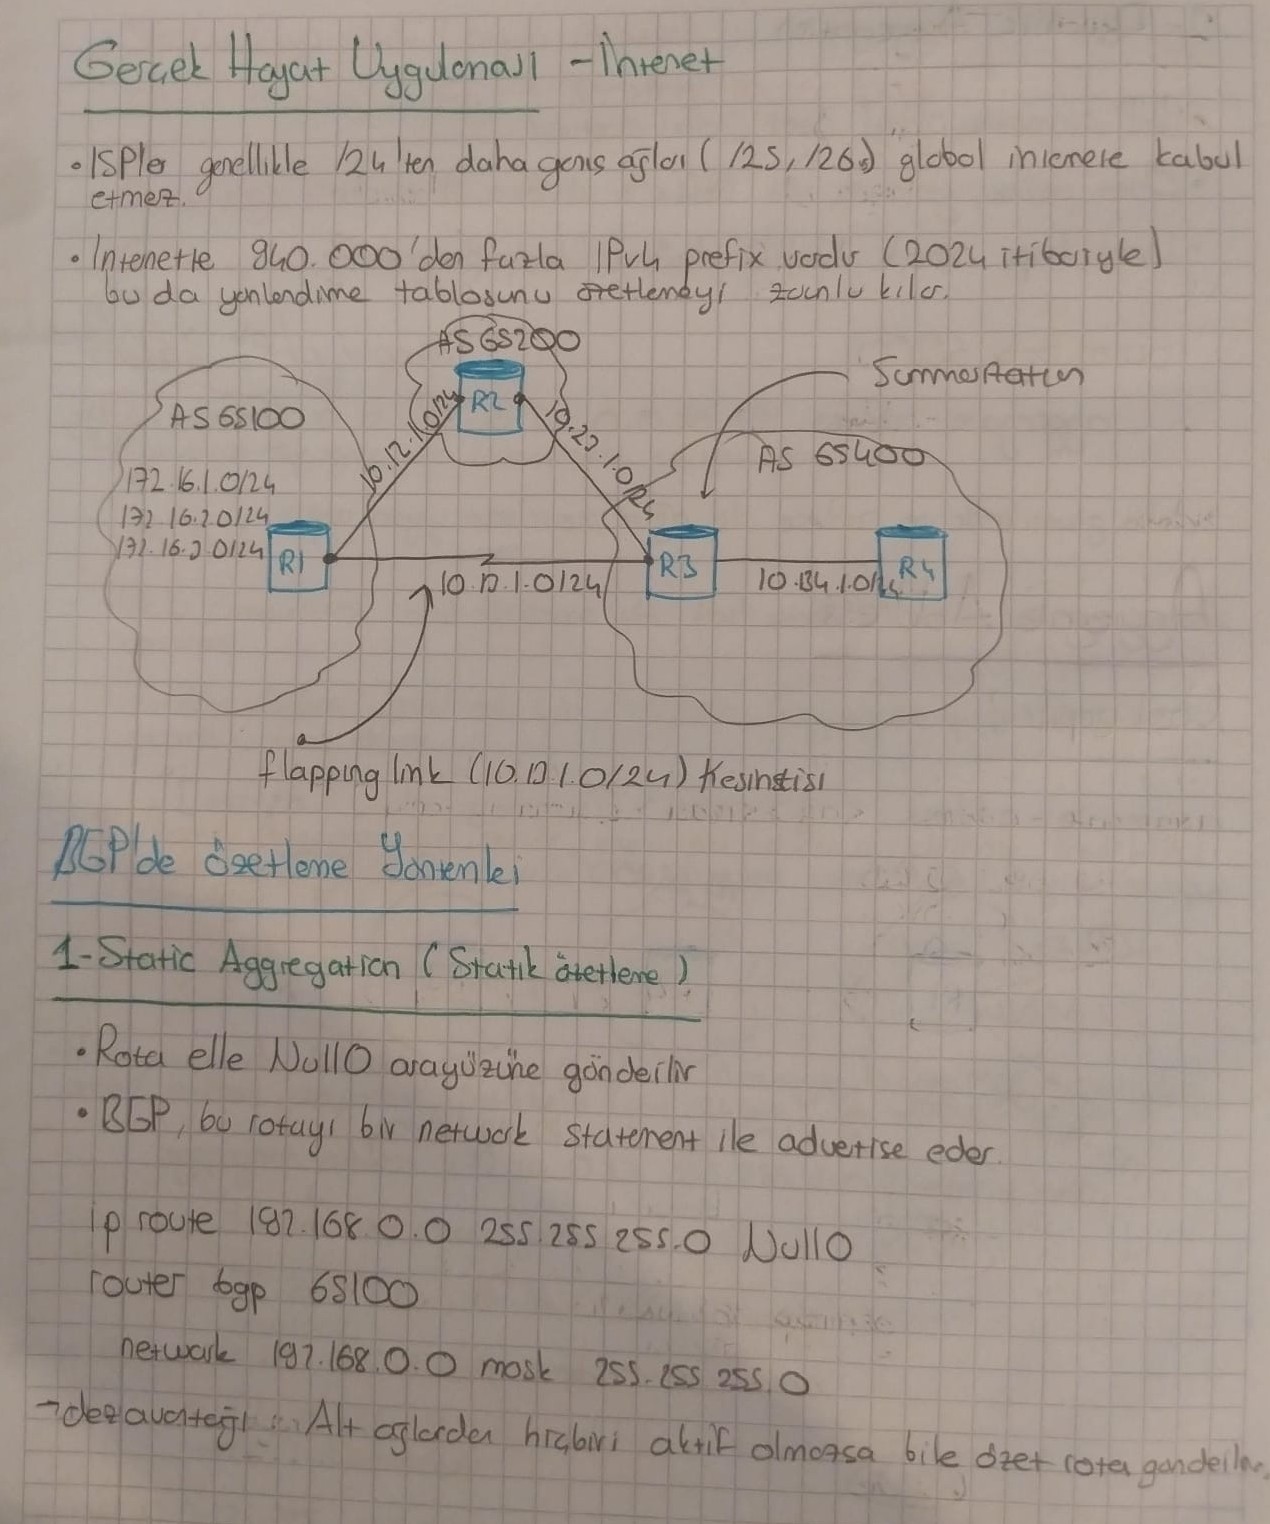 Gerçek Hayat Uygulaması - İnternet
• ISPler genellikle /24'ten daha geniş ağları (/25, /26) global internete kabul
etmez.
• Internette 940.000'den fazla IPv4 prefix vardır (2024 itibariyle)
bu da yönlendirme tablosunu özetlemeyi zorunlu kılar.
AS 65200
R2
Summarization
AS 65100
10.12.1.0/24
10.23.1.0/24
AS 65400
172.16.1.0/24
172.16.2.0/24
172.16.3.0/24
R1
R3
R4
10.13.1.0/24
10.34.1.0/24
flapping link (10.13.1.0/24) Kesintisi
BGP'de özetleme Yöntemleri
1-Static Aggregation (Statik özetleme)
• Rota elle Null0 arayüzüne gönderilir
• BGP, bu rotayı bir network statement ile advertise eder.
ip route 192.168.0.0 255.255.255.0 Null0
router bgp 65100
network 192.168.0.0 mask 255.255.255.0
→dezavantajı: Alt ağlardan hiçbiri aktif olmazsa bile özet rota gönderilir.